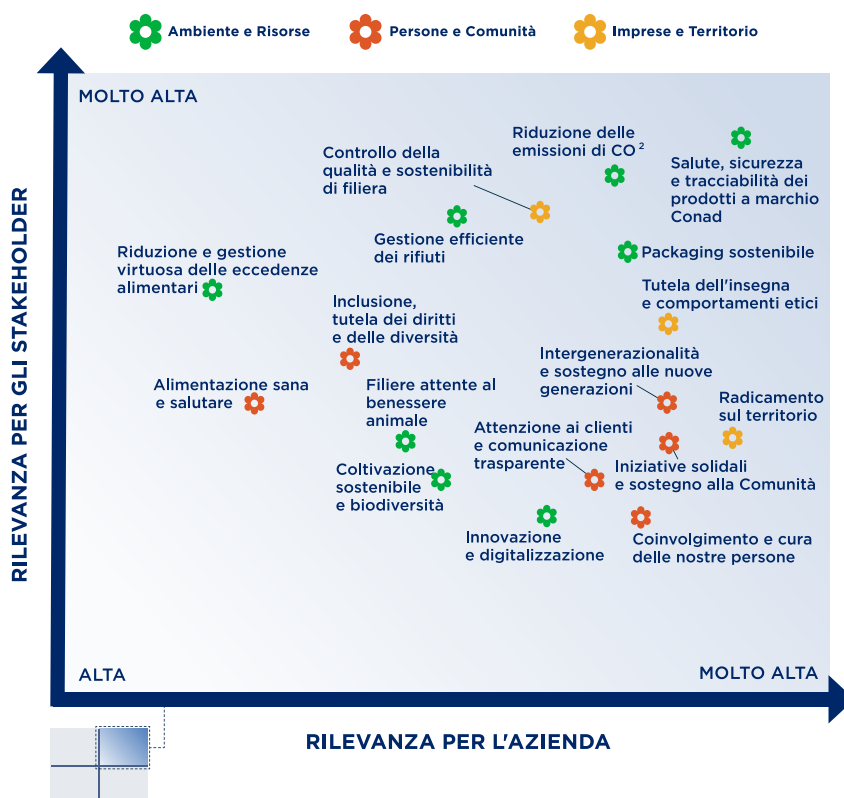 Ambiente e Risorse
Persone e Comunità
Imprese e Territorio
MOLTO ALTA
RILEVANZA PER GLI STAKEHOLDER
Riduzione delle
emissioni di CO²
Controllo della
qualità e sostenibilità
di filiera
Salute, sicurezza
e tracciabilità dei
prodotti a marchio
Conad
Gestione efficiente
dei rifiuti
Packaging sostenibile
Riduzione e gestione
virtuosa delle eccedenze
alimentari
Tutela dell'insegna
e comportamenti etici
Inclusione,
tutela dei diritti
e delle diversità
Intergenerazionalità
e sostegno alle nuove
generazioni
Alimentazione sana
e salutare
Filiere attente al
benessere
animale
Radicamento
sul territorio
Attenzione ai clienti
e comunicazione
trasparente
Coltivazione
sostenibile
e biodiversità
Iniziative solidali
e sostegno alla Comunità
Innovazione
e digitalizzazione
Coinvolgimento e cura
delle nostre persone
ALTA
MOLTO ALTA
RILEVANZA PER L'AZIENDA